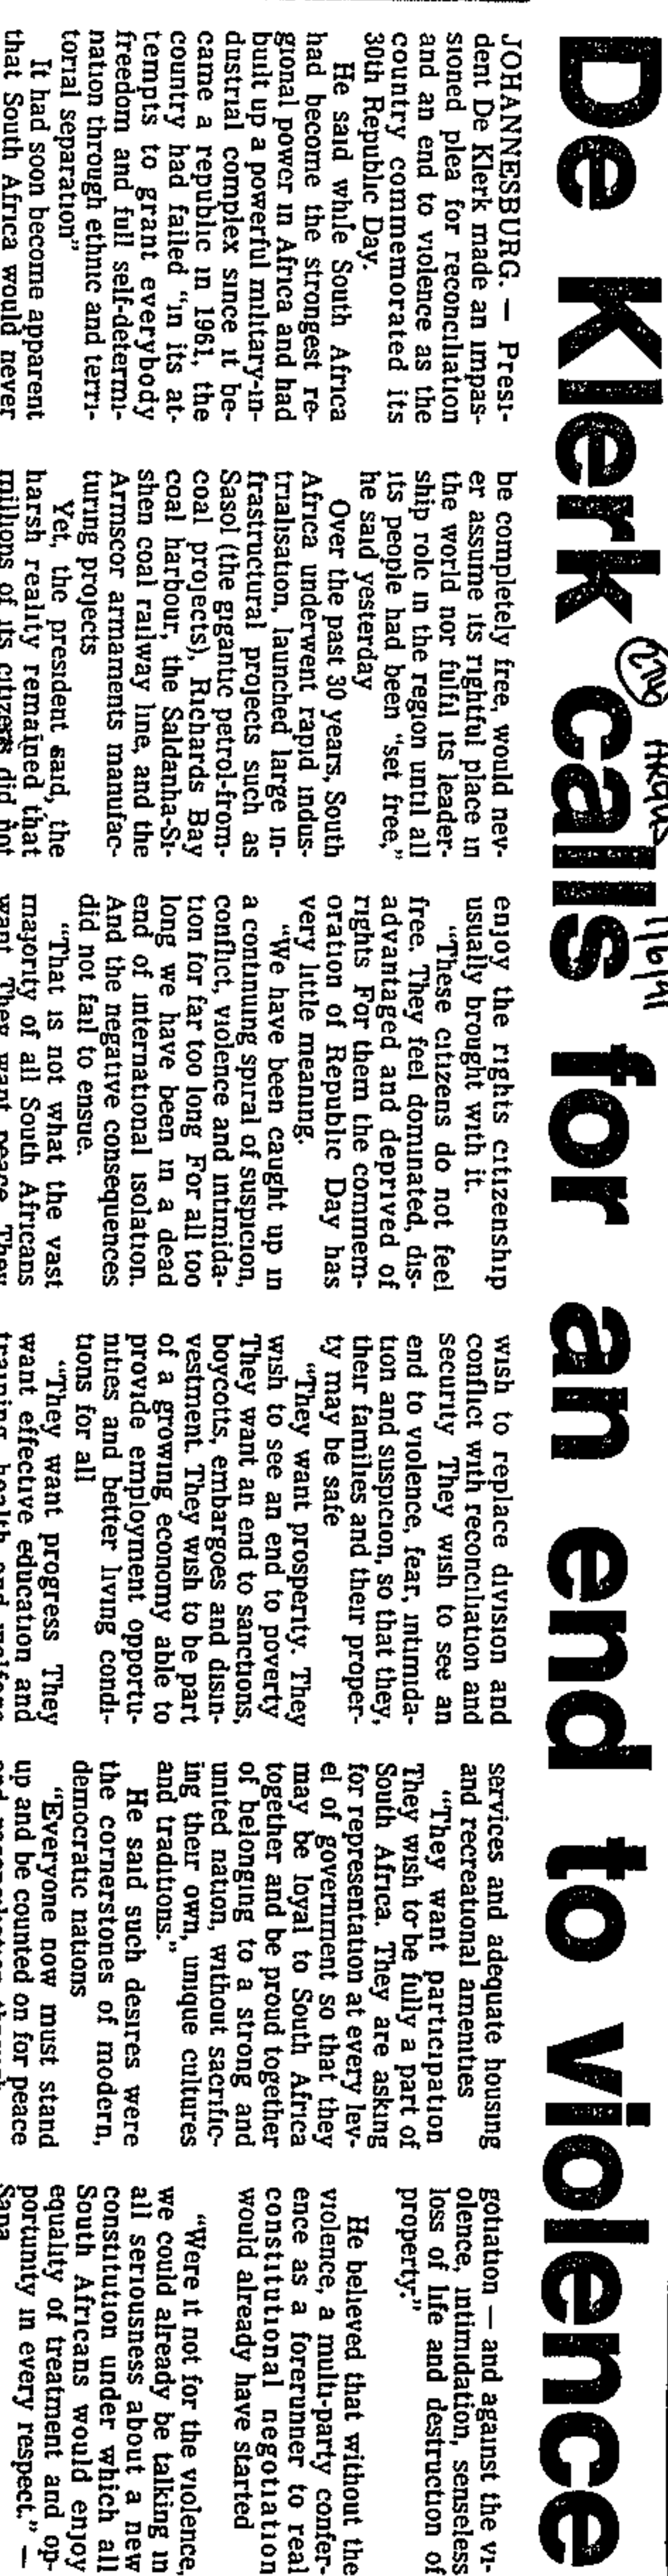 De Klerk calls for an end to violence
ARGUS 1/6/91
JOHANNESBURG. — Presi-
dent De Klerk made an impas-
sioned plea for reconciliation
and an end to violence as the
country commemorated its
30th Republic Day.
He said while South Africa
had become the strongest re-
gional power in Africa and had
built up a powerful military-in-
dustrial complex since it be-
came a republic in 1961, the
country had failed "in its at-
tempts to grant everybody
freedom and full self-determi-
nation through ethnic and terri-
torial separation"
It had soon become apparent
that South Africa would never
be completely free, would nev-
er assume its rightful place in
the world nor fulfil its leader-
ship role in the region until all
its people had been "set free,"
he said yesterday
Over the past 30 years, South
Africa underwent rapid indus-
trialisation, launched large in-
frastructural projects such as
Sasol (the gigantic petrol-from-
coal projects), Richards Bay
coal harbour, the Saldanha-Si-
shen coal railway line, and the
Armscor armaments manufac-
turing projects
Yet, the president said, the
harsh reality remained that
millions of its citizens did not
enjoy the rights citizenship
usually brought with it.
"These citizens do not feel
free. They feel dominated, dis-
advantaged and deprived of
rights For them the commem-
oration of Republic Day has
very little meaning.
"We have been caught up in
a continuing spiral of suspicion,
conflict, violence and intimida-
tion for far too long For all too
long we have been in a dead
end of international isolation.
And the negative consequences
did not fail to ensue.
"That is not what the vast
majority of all South Africans
want They want peace They
wish to replace division and
conflict with reconciliation and
security They wish to see an
end to violence, fear, intimida-
tion and suspicion, so that they,
their families and their proper-
ty may be safe
"They want prosperity. They
wish to see an end to poverty
They want an end to sanctions,
boycotts, embargoes and disin-
vestment. They wish to be part
of a growing economy able to
provide employment opportu-
nities and better living condi-
tions for all
"They want progress They
want effective education and
training health and welfare
services and adequate housing
and recreational amenities
"They want participation
They wish to be fully a part of
South Africa. They are asking
for representation at every lev-
el of government so that they
may be loyal to South Africa
together and be proud together
of belonging to a strong and
united nation, without sacrific-
ing their own, unique cultures
and traditions."
He said such desires were
the cornerstones of modern,
democratic nations
"Everyone now must stand
up and be counted on for peace
gotiation — and against the vi-
olence, intimidation, senseless
loss of life and destruction of
property."
He believed that without the
violence, a multi-party confer-
ence as a forerunner to real
constitutional negotiation
would already have started
"Were it not for the violence,
we could already be talking in
all seriousness about a new
constitution under which all
South Africans would enjoy
equality of treatment and op-
portunity in every respect." —
Sapa